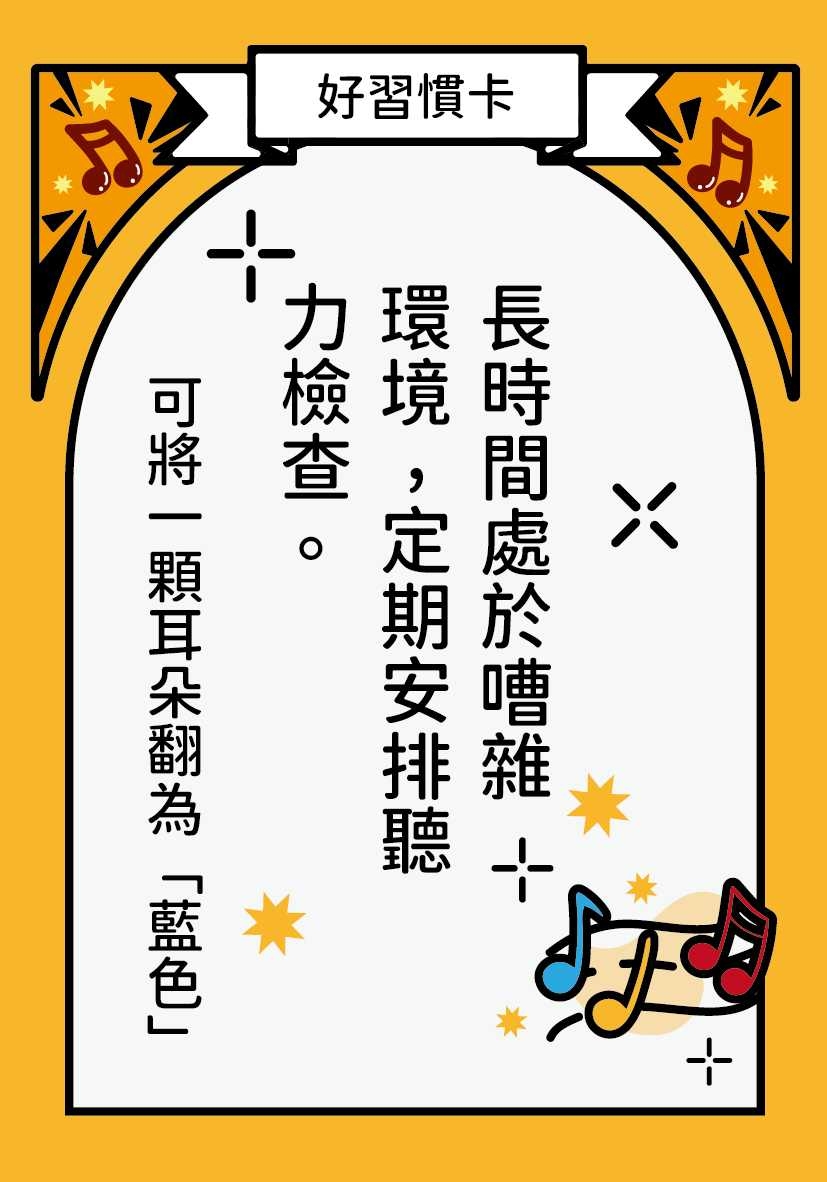 好習慣卡
長時間處於嘈雜
環境，定期安排聽
力檢查。
可將一顆耳朵翻為「藍色」